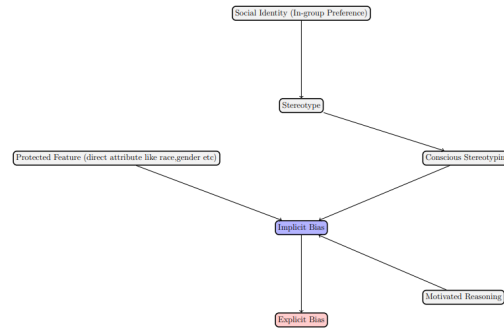 Social Identity (In-group Preference)
Stereotype
Protected Feature (direct attribute like race,gender etc)
Conscious Stereotypin
Implicit Bias
Motivated Reasoning
Explicit Bias